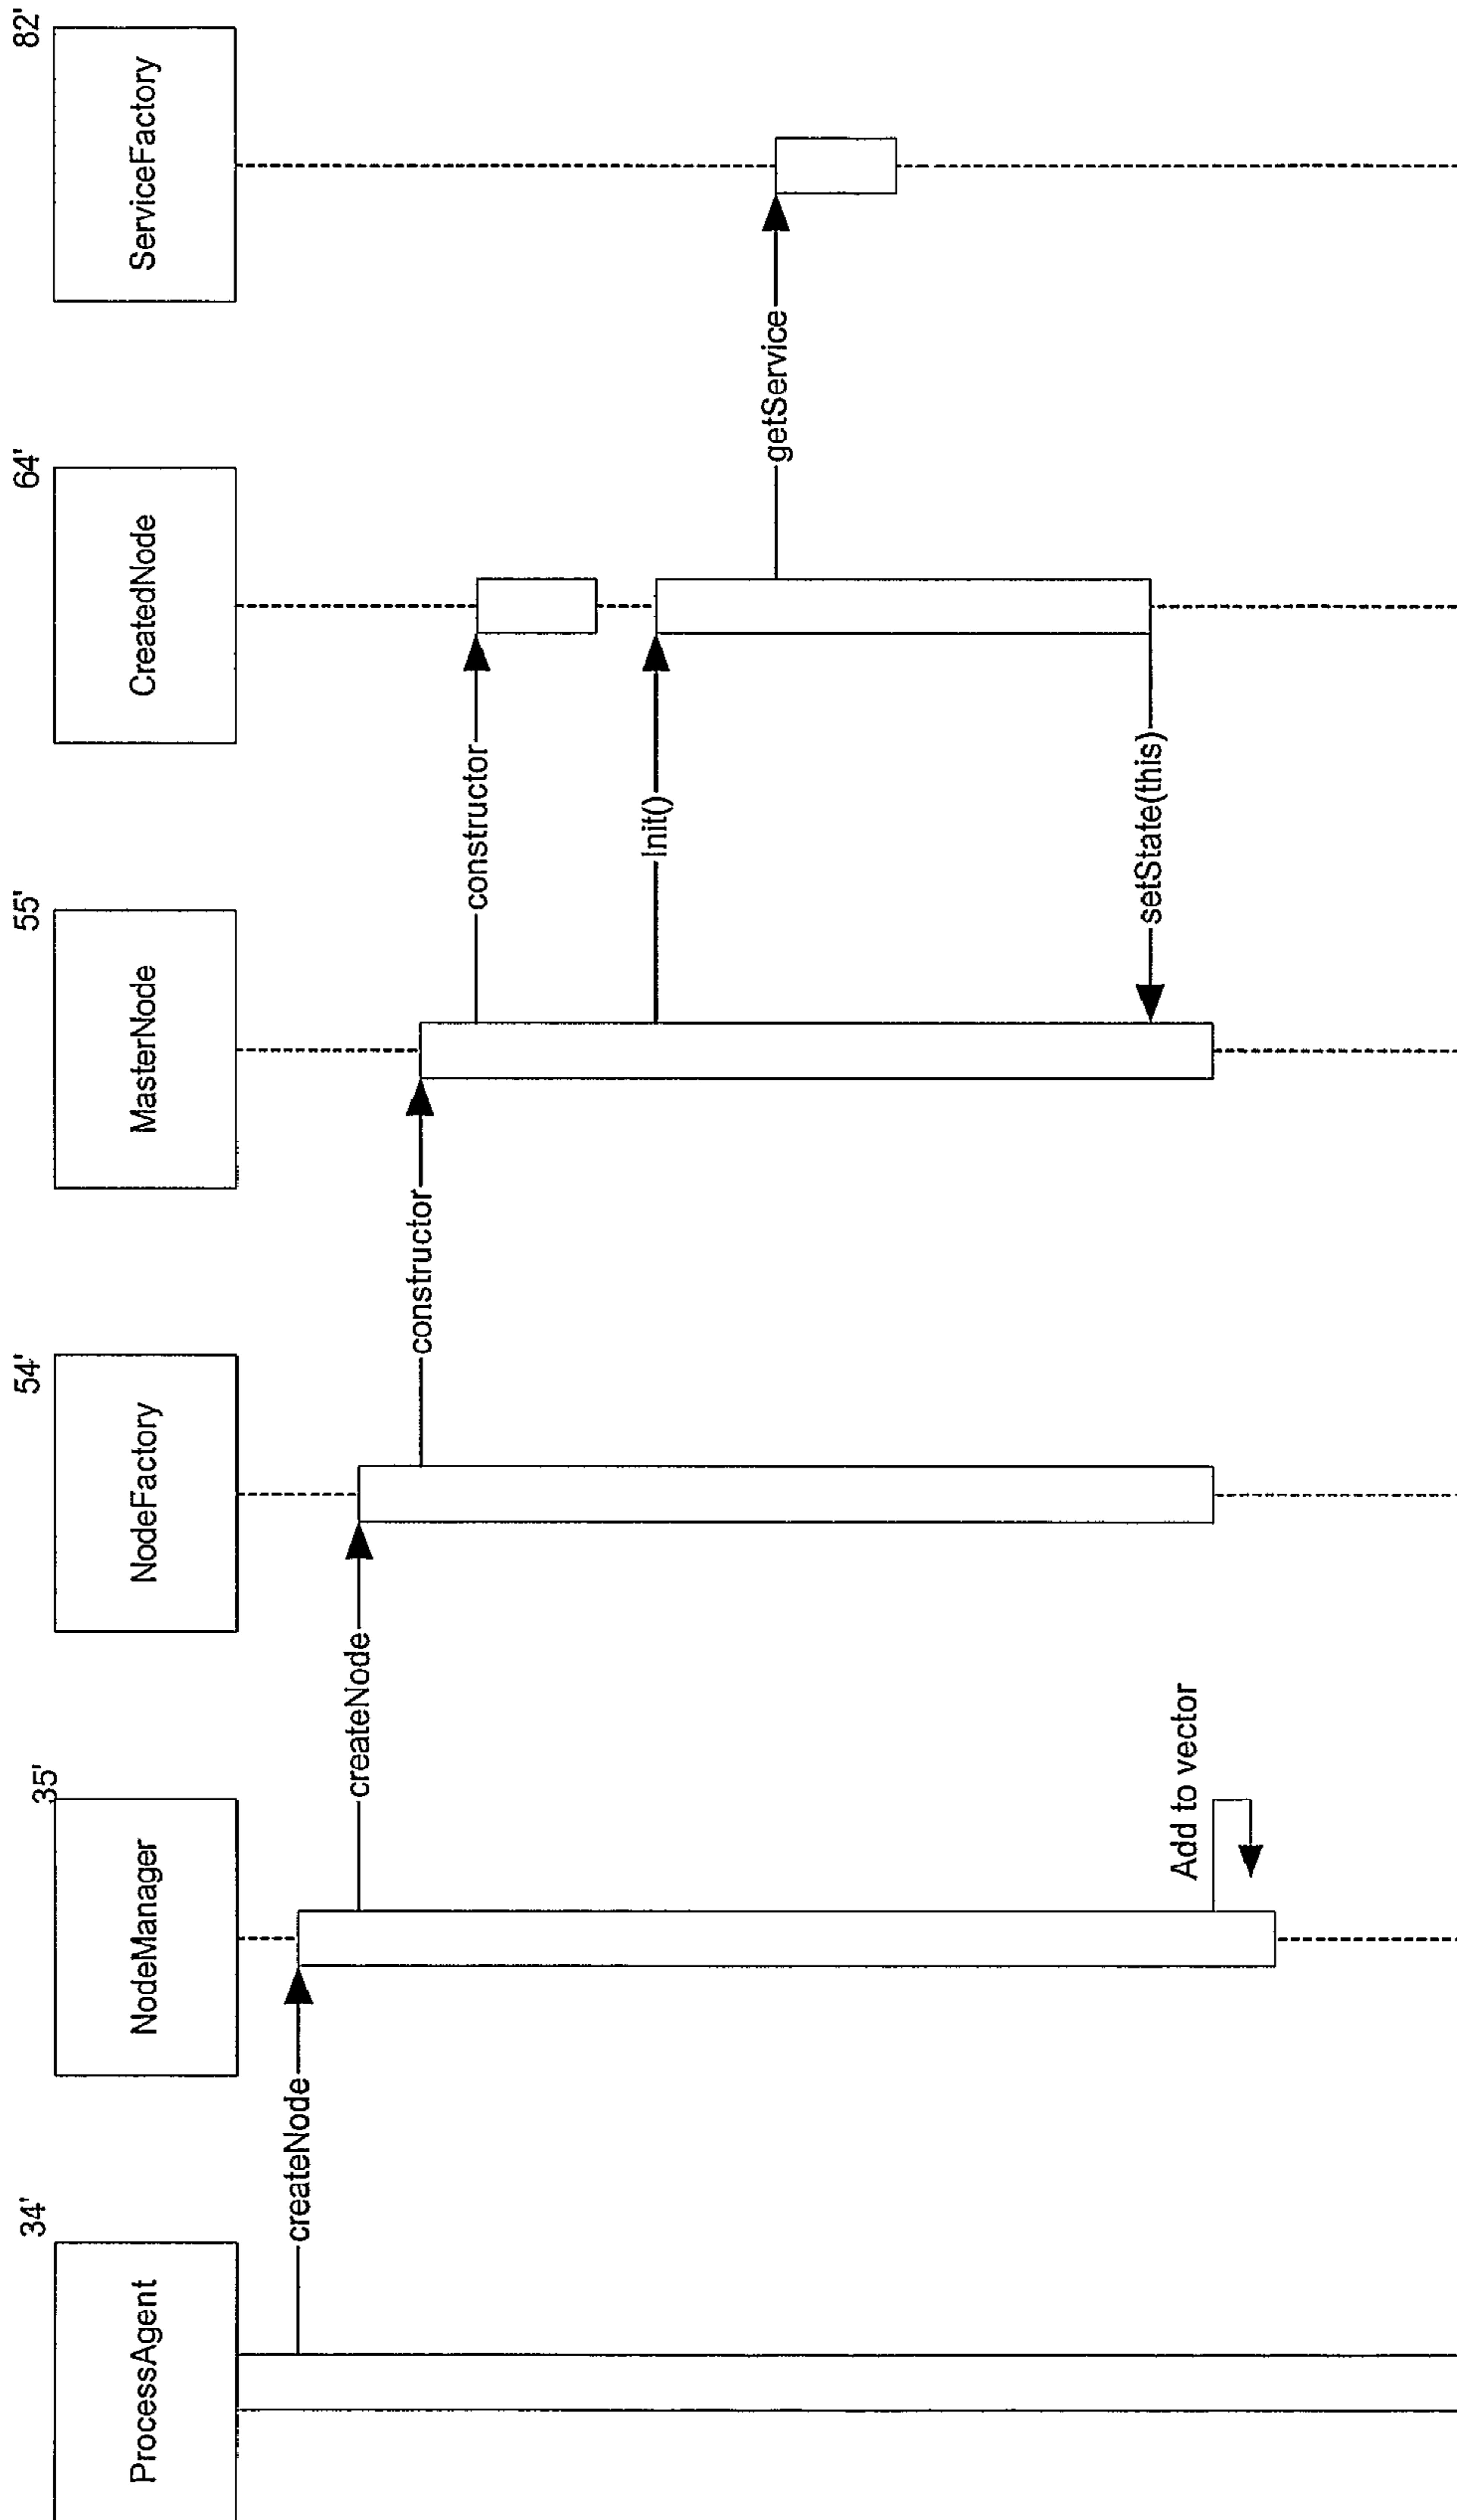 34'
35'
54'
55'
64'
82'
ProcessAgent
NodeManager
NodeFactory
MasterNode
CreatedNode
ServiceFactory
createNode
createNode
constructor
constructor
Init()
getService
setState(this)
Add to vector